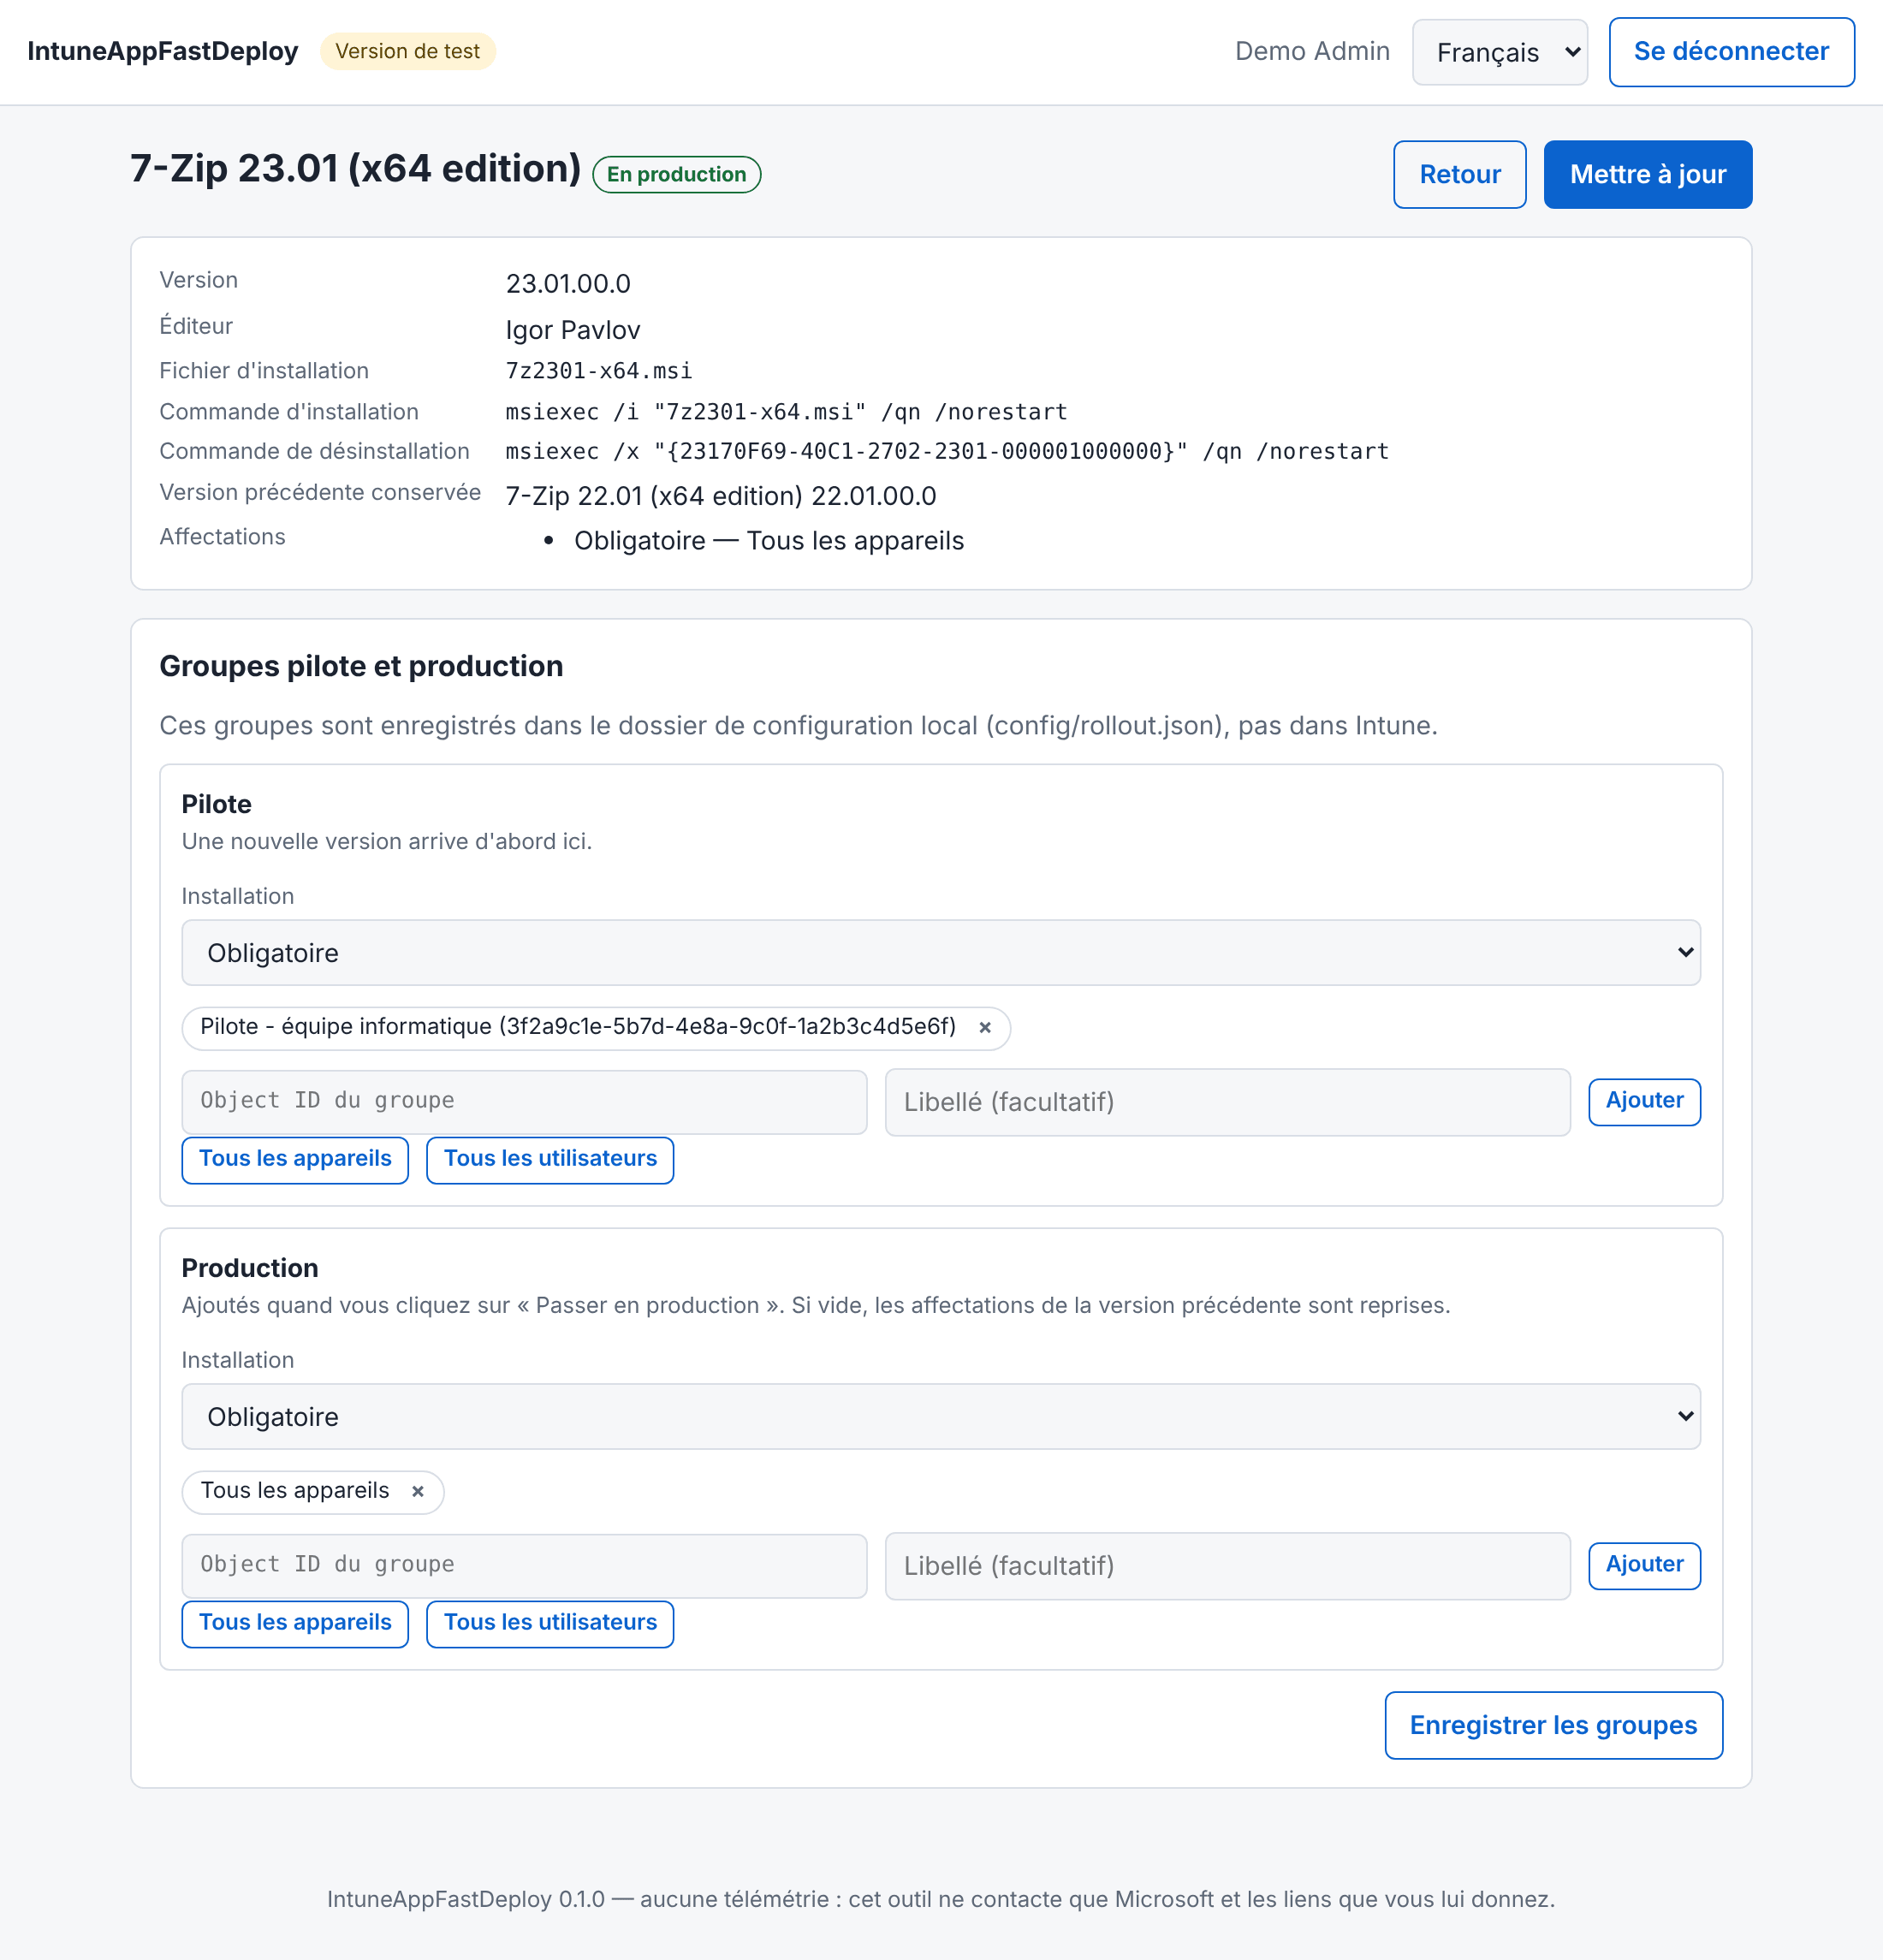 IntuneAppFastDeploy Version de test Demo Admin Français Se déconnecter
7-Zip 23.01 (x64 edition) En production Retour Mettre à jour
Version 23.01.00.0
Éditeur Igor Pavlov
Fichier d'installation 7z2301-x64.msi
Commande d'installation msiexec /i "7z2301-x64.msi" /qn /norestart
Commande de désinstallation msiexec /x "{23170F69-40C1-2702-2301-000001000000}" /qn /norestart
Version précédente conservée 7-Zip 22.01 (x64 edition) 22.01.00.0
Affectations • Obligatoire — Tous les appareils
Groupes pilote et production
Ces groupes sont enregistrés dans le dossier de configuration local (config/rollout.json), pas dans Intune.
Pilote
Une nouvelle version arrive d'abord ici.
Installation
Obligatoire
Pilote - équipe informatique (3f2a9c1e-5b7d-4e8a-9c0f-1a2b3c4d5e6f) ×
Object ID du groupe Libellé (facultatif) Ajouter
Tous les appareils Tous les utilisateurs
Production
Ajoutés quand vous cliquez sur « Passer en production ». Si vide, les affectations de la version précédente sont reprises.
Installation
Obligatoire
Tous les appareils ×
Object ID du groupe Libellé (facultatif) Ajouter
Tous les appareils Tous les utilisateurs
Enregistrer les groupes
IntuneAppFastDeploy 0.1.0 — aucune télémétrie : cet outil ne contacte que Microsoft et les liens que vous lui donnez.